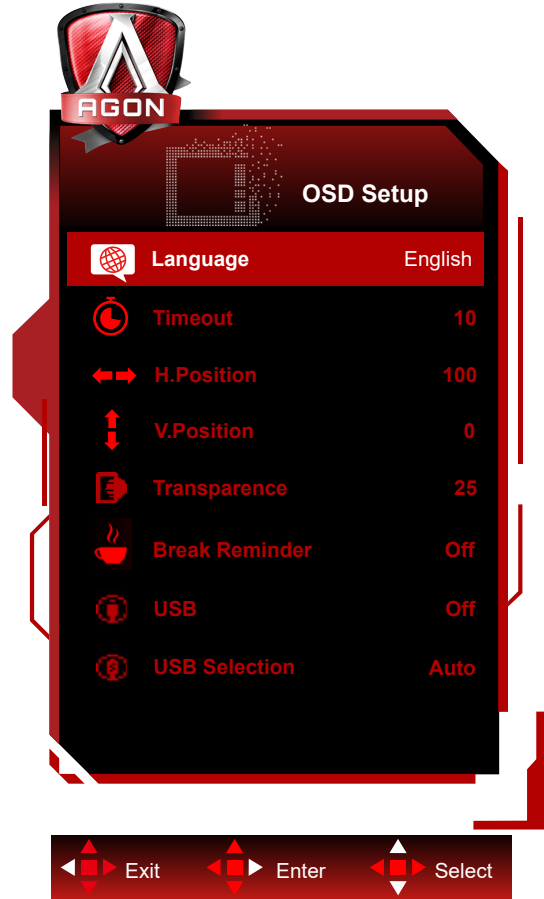 AGON
OSD Setup
Language English
Timeout 10
H.Position 100
V.Position 0
Transparence 25
Break Reminder Off
USB Off
USB Selection Auto
Exit Enter Select